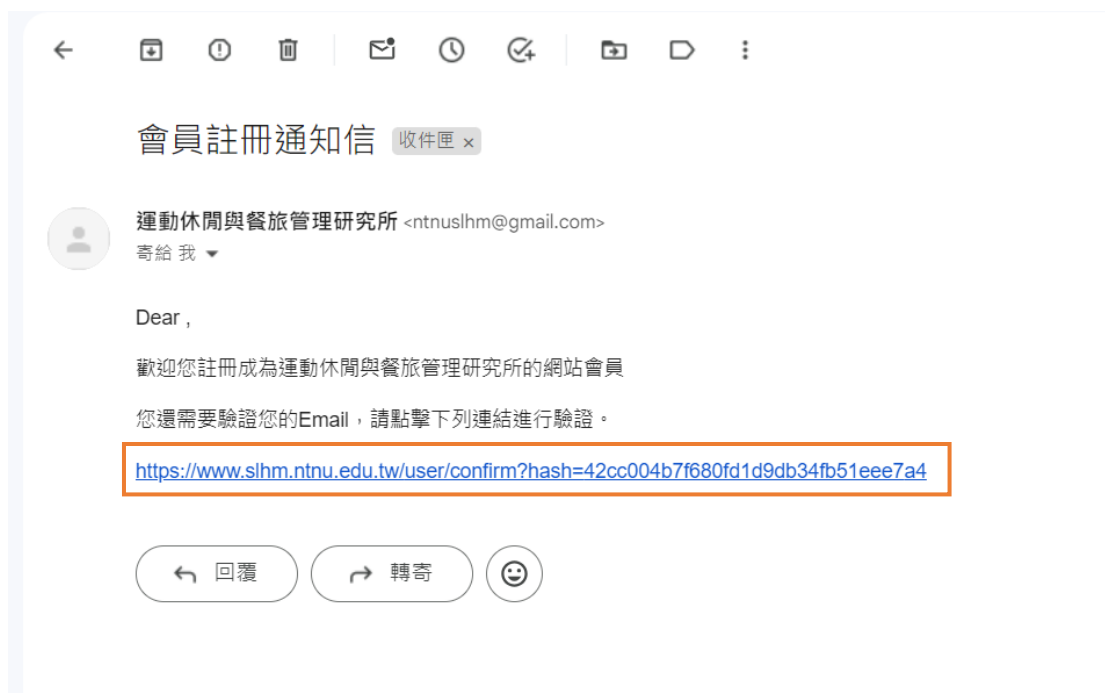 會員註冊通知信 收件匣 x
運動休閒與餐旅管理研究所 <ntnuslhm@gmail.com>
寄給 我
Dear ,
歡迎您註冊成為運動休閒與餐旅管理研究所的網站會員
您還需要驗證您的Email，請點擊下列連結進行驗證。
https://www.slhm.ntnu.edu.tw/user/confirm?hash=42cc004b7f680fd1d9db34fb51eee7a4
回覆 轉寄